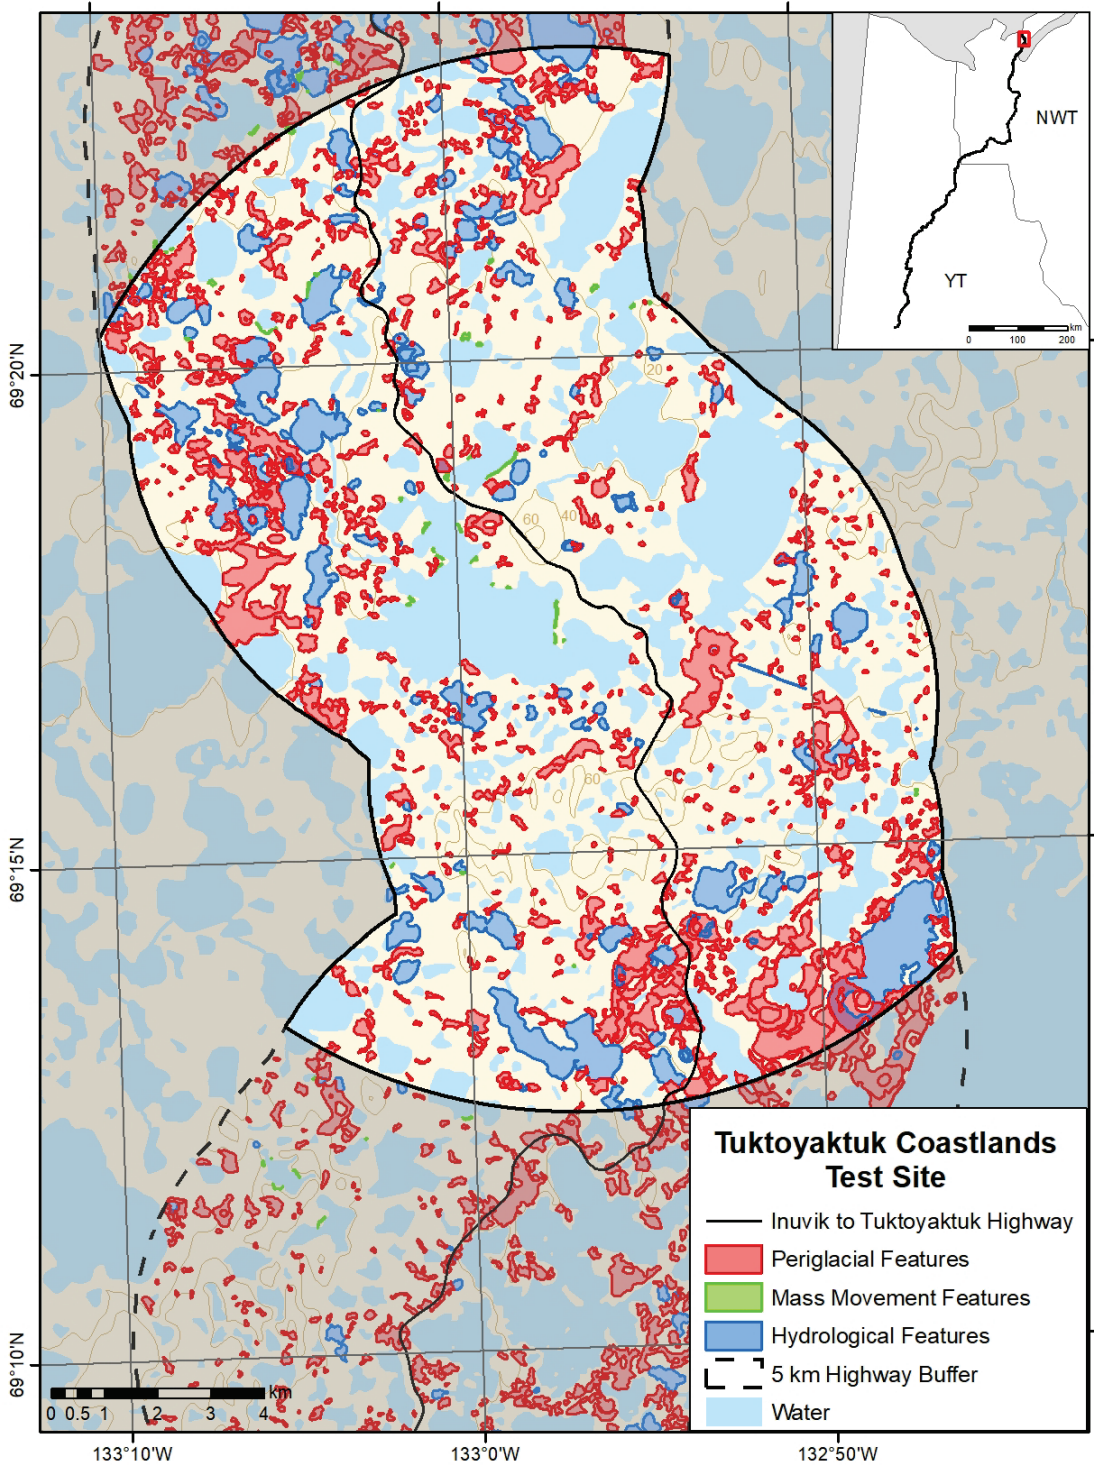 NWT
YT
km
0 100 200
69°20'N
20
60
40
60
69°15'N
69°10'N
km
0 0.5 1 2 3 4
133°10'W
133°0'W
132°50'W
Tuktoyaktuk Coastlands
Test Site
Inuvik to Tuktoyaktuk Highway
Periglacial Features
Mass Movement Features
Hydrological Features
5 km Highway Buffer
Water